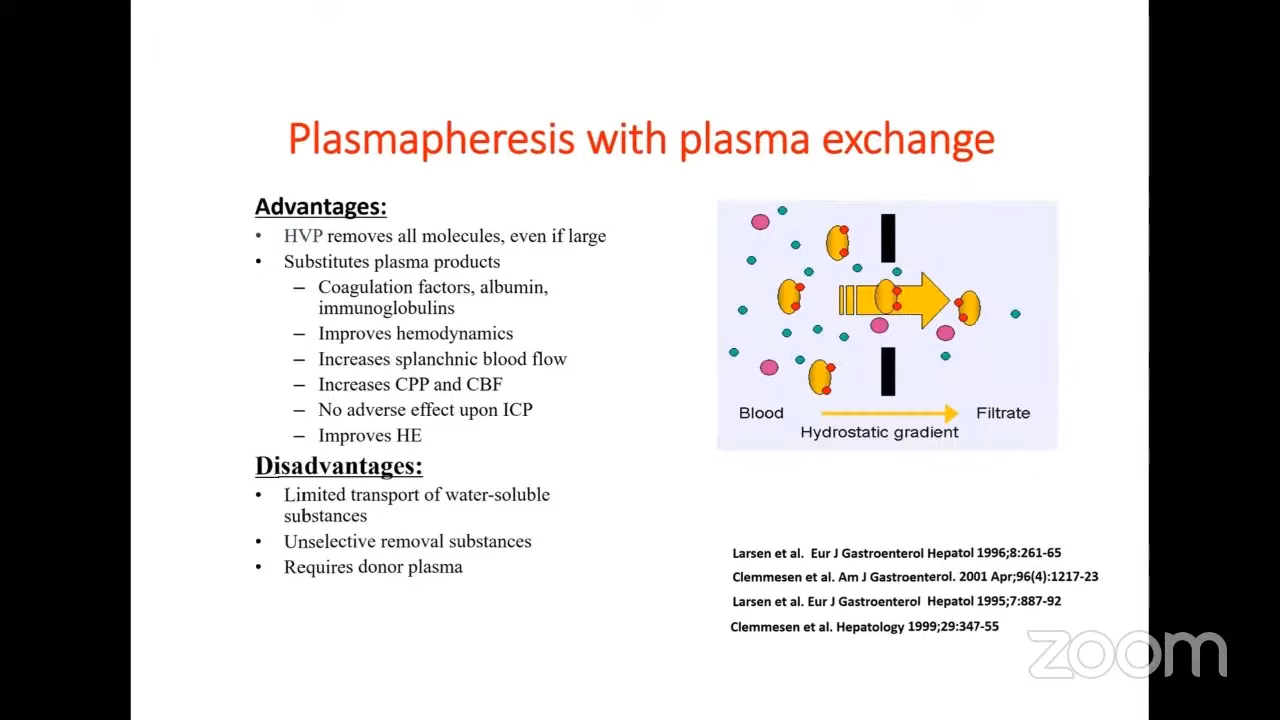 Plasmapheresis with plasma exchange
Advantages:
• HVP removes all molecules, even if large
• Substitutes plasma products
– Coagulation factors, albumin,
immunoglobulins
– Improves hemodynamics
– Increases splanchnic blood flow
– Increases CPP and CBF
– No adverse effect upon ICP
– Improves HE
Disadvantages:
• Limited transport of water-soluble
substances
• Unselective removal substances
• Requires donor plasma
Blood
Filtrate
Hydrostatic gradient
Larsen et al. Eur J Gastroenterol Hepatol 1996;8:261-65
Clemmesen et al. Am J Gastroenterol. 2001 Apr;96(4):1217-23
Larsen et al. Eur J Gastroenterol Hepatol 1995;7:887-92
Clemmesen et al. Hepatology 1999;29:347-55
zoom